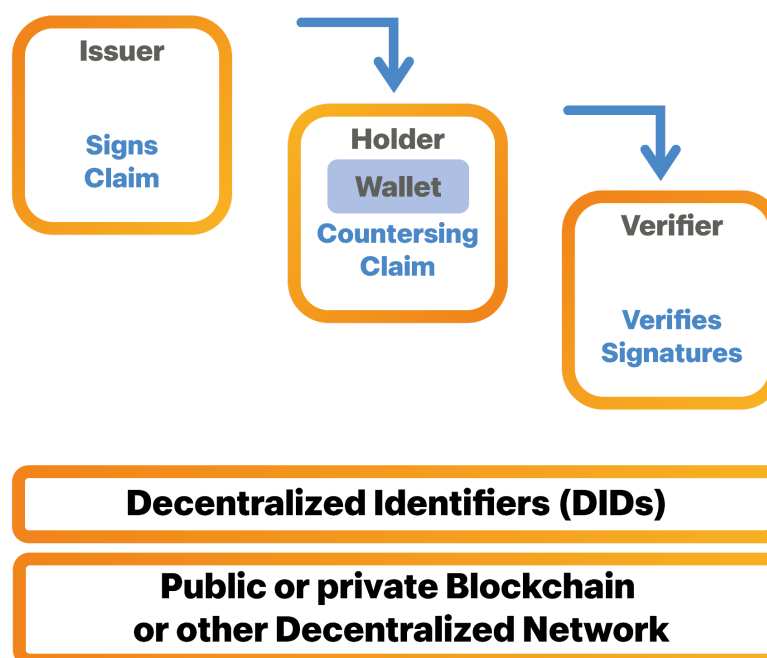 Issuer
Signs
Claim
Holder
Wallet
Countersing
Claim
Verifier
Verifies
Signatures
Decentralized Identifiers (DIDs)
Public or private Blockchain
or other Decentralized Network